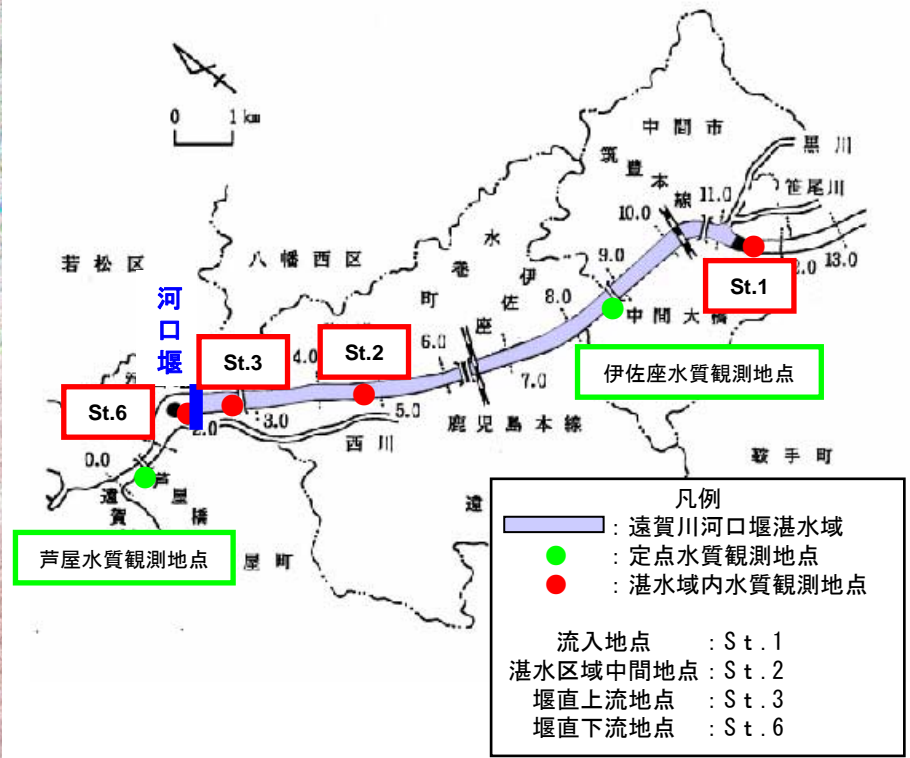 0 1 km
中間市
黒川
筑豊本線
笹尾川
11.0
10.0
13.0
St.1
9.0
若松区
八幡西区
水巻町
伊佐座
8.0
中間大橋
河口堰
St.3
4.0
St.2
6.0
7.0
伊佐座水質観測地点
St.6
2.0
3.0
5.0
西川
鹿児島本線
鞍手町
0.0
芦屋橋
遠賀
遠
芦屋水質観測地点
屋町
凡例
：遠賀川河口堰湛水域
：定点水質観測地点
：湛水域内水質観測地点
流入地点 ：St.1
湛水区域中間地点：St.2
堰直上流地点 ：St.3
堰直下流地点 ：St.6